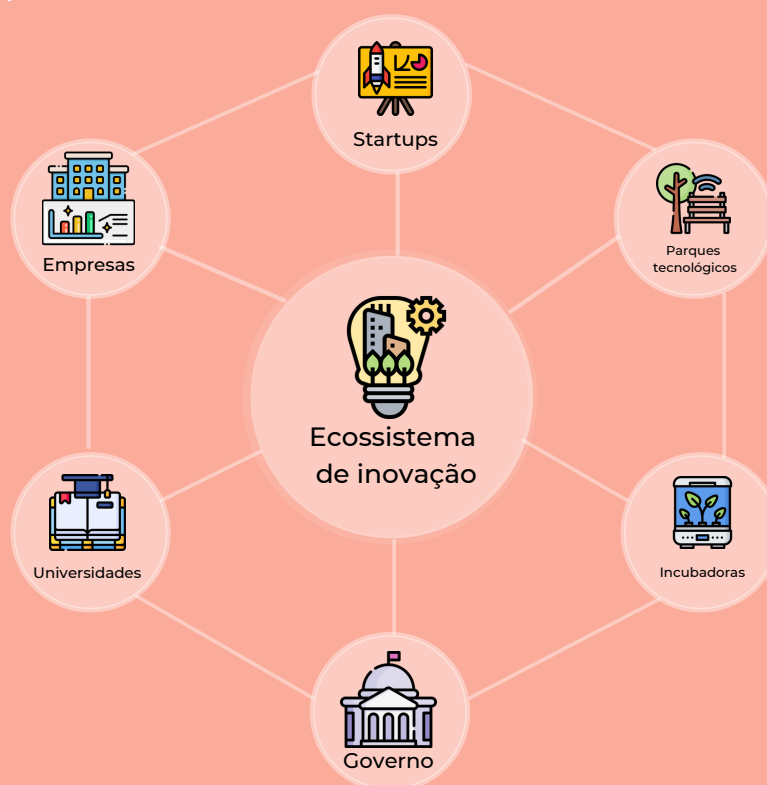 Startups
Empresas
Parques
tecnológicos
Ecossistema
de inovação
Universidades
Incubadoras
Governo